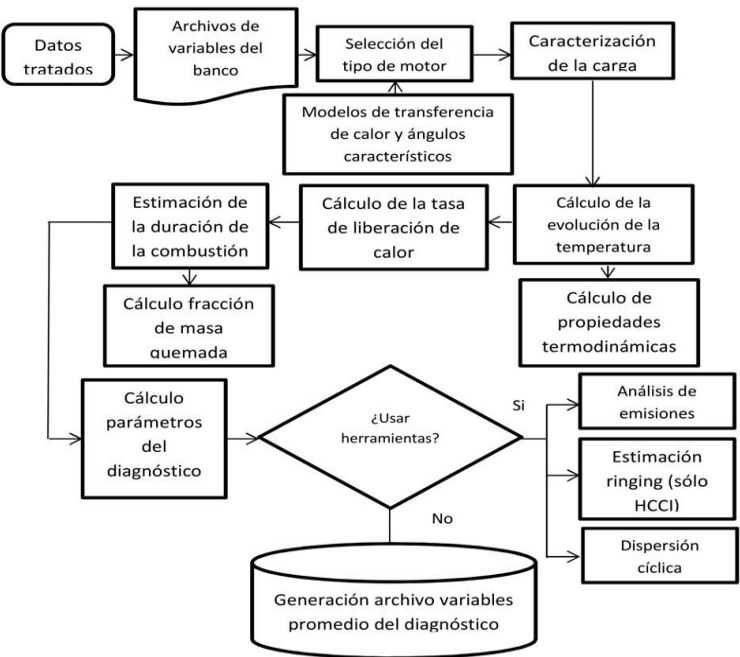 Datos
tratados
Archivos de
variables del
banco
Selección del
tipo de motor
Caracterización
de la carga
Modelos de transferencia
de calor y ángulos
característicos
Estimación de
la duración de
la combustión
Cálculo de la tasa
de liberación de
calor
Cálculo de la
evolución de la
temperatura
Cálculo fracción
de masa
quemada
Cálculo de
propiedades
termodinámicas
Cálculo
parámetros
del
diagnóstico
¿Usar
herramientas?
Si
No
Análisis de
emisiones
Estimación
ringing (sólo
HCCI)
Dispersión
cíclica
Generación archivo variables
promedio del diagnóstico